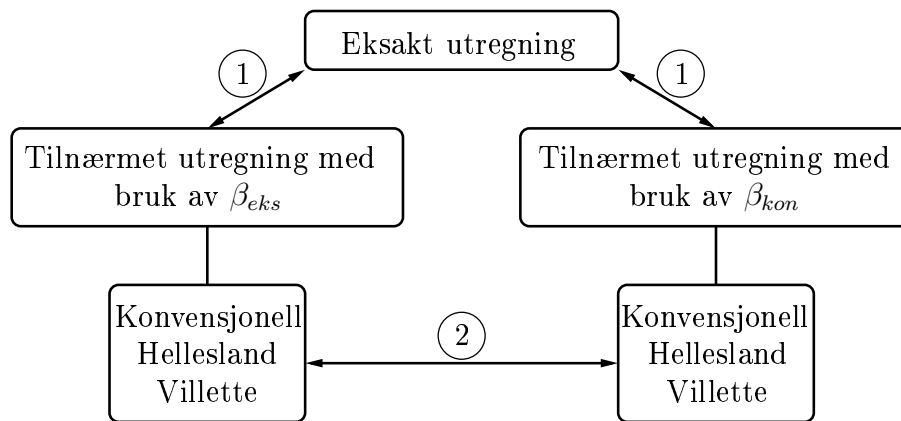 Eksakt utregning
1
1
Tilnærmet utregning med
bruk av β_eks
Tilnærmet utregning med
bruk av β_kon
Konvensjonell
Hellesland
Villette
2
Konvensjonell
Hellesland
Villette